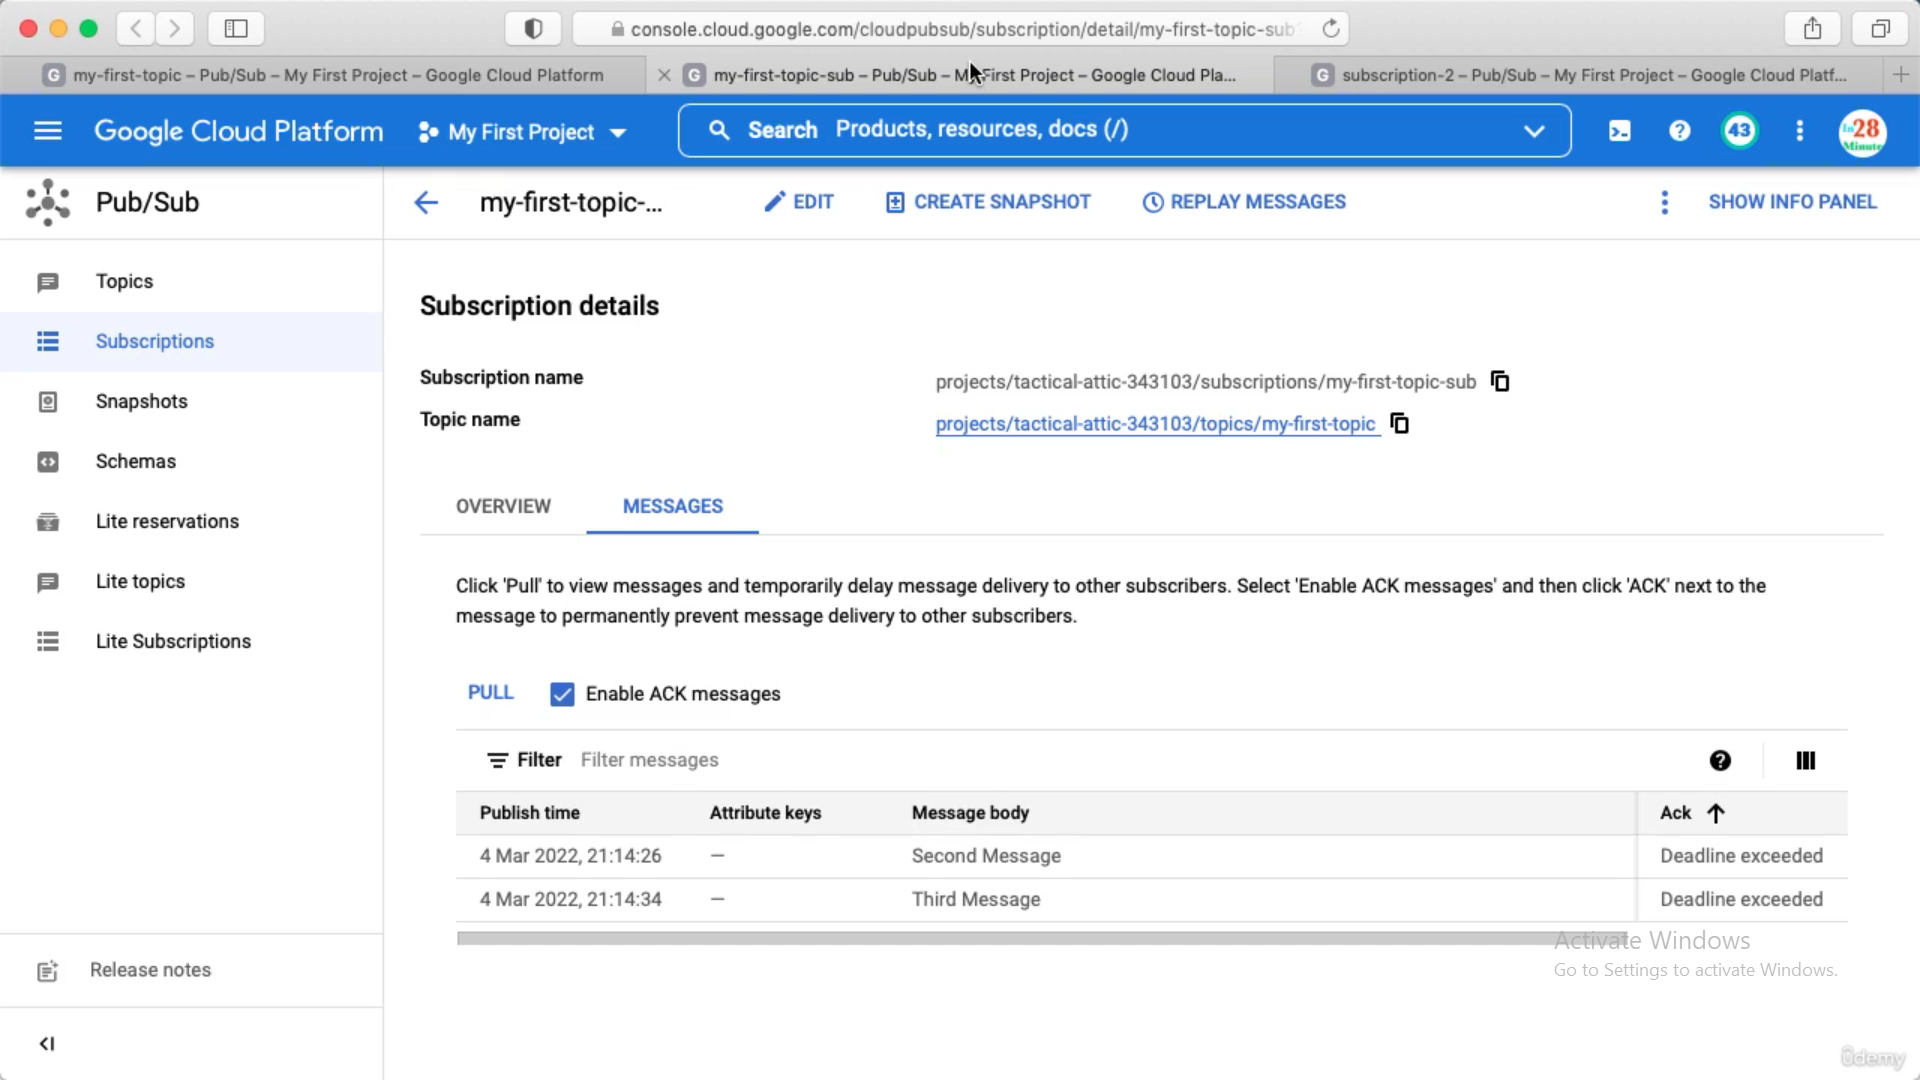 console.cloud.google.com/cloudpubsub/subscription/detail/my-first-topic-sub?
my-first-topic – Pub/Sub – My First Project – Google Cloud Platform
my-first-topic-sub – Pub/Sub – My First Project – Google Cloud Pla...
subscription-2 – Pub/Sub – My First Project – Google Cloud Platf...
Google Cloud Platform
My First Project
Search Products, resources, docs (/)
43
in28
Minutes
Pub/Sub
my-first-topic-...
EDIT
CREATE SNAPSHOT
REPLAY MESSAGES
SHOW INFO PANEL
Topics
Subscriptions
Snapshots
Schemas
Lite reservations
Lite topics
Lite Subscriptions
Release notes
Subscription details
Subscription name
projects/tactical-attic-343103/subscriptions/my-first-topic-sub
Topic name
projects/tactical-attic-343103/topics/my-first-topic
OVERVIEW
MESSAGES
Click 'Pull' to view messages and temporarily delay message delivery to other subscribers. Select 'Enable ACK messages' and then click 'ACK' next to the
message to permanently prevent message delivery to other subscribers.
PULL
Enable ACK messages
Filter Filter messages
Publish time Attribute keys Message body Ack
4 Mar 2022, 21:14:26 — Second Message Deadline exceeded
4 Mar 2022, 21:14:34 — Third Message Deadline exceeded
Activate Windows
Go to Settings to activate Windows.
ûdemy